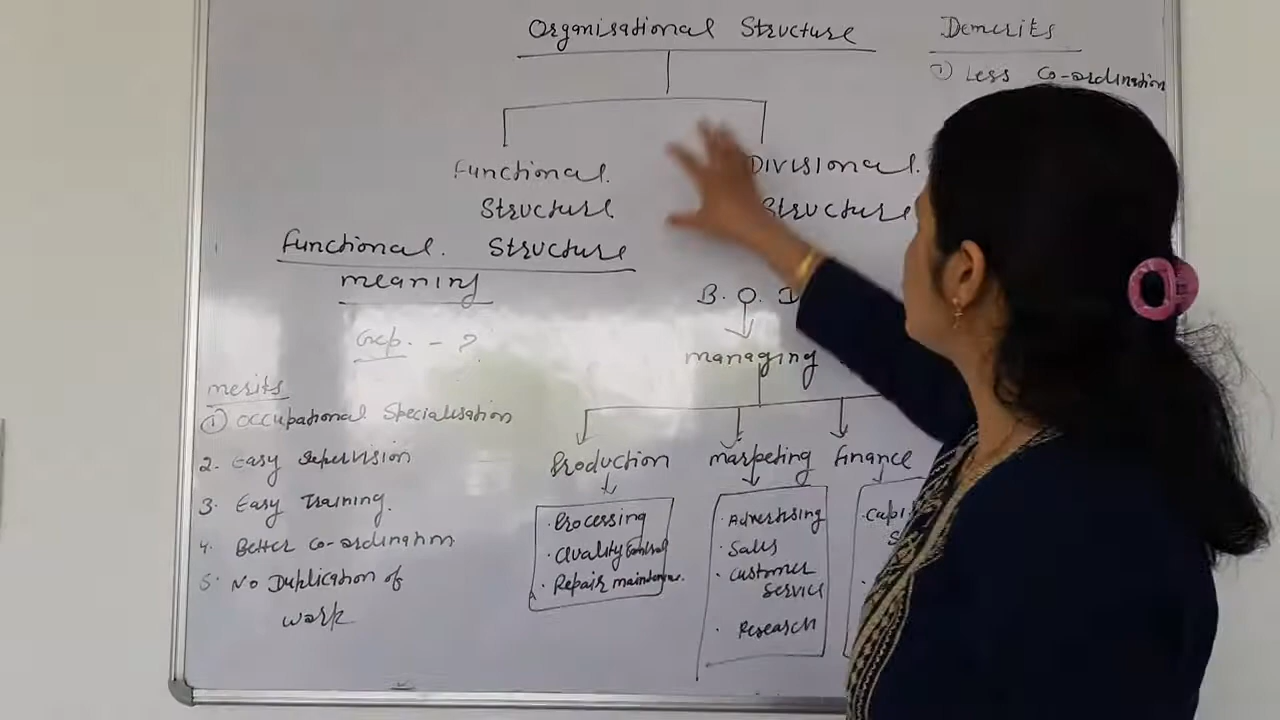 Organisational Structure
Functional.
Structure
Divisional.
Structure
Functional. Structure
meaning
merits
① Occupational Specialisation
2. Easy Supervision
3. Easy Training.
4. Better Co-ordination
5. No Duplication of
work
B. O.
managing
Production
Processing
Quality Control
Repair maintenance.
marketing
Advertising
Sales
Customer
Service
Research
finance
Demerits
① Less Co-ordination